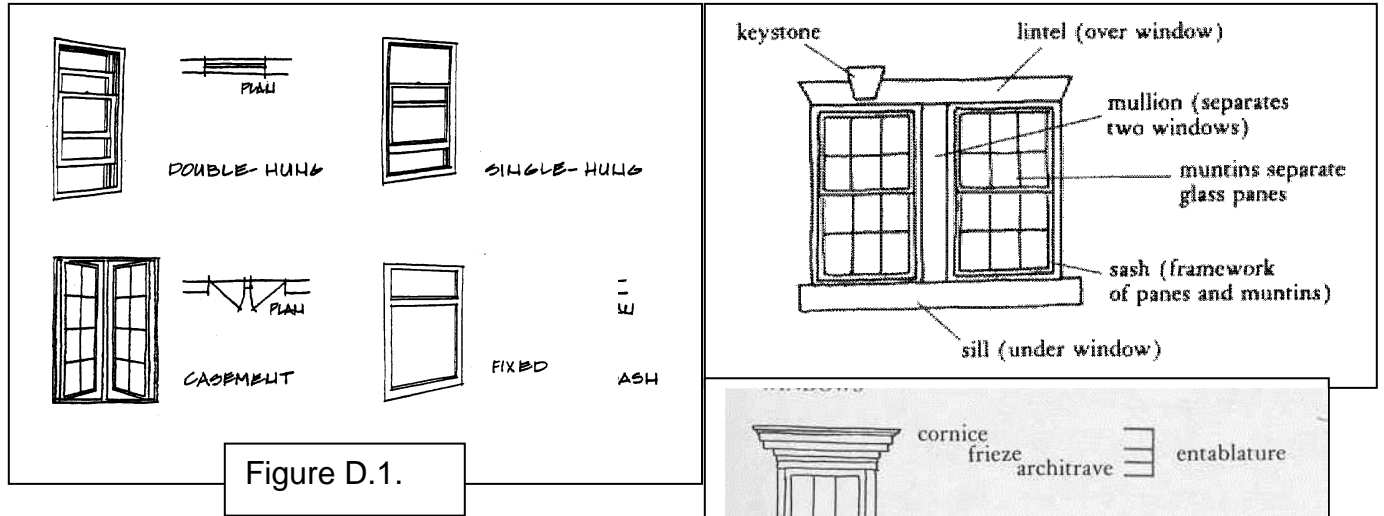 PLAN
DOUBLE-HUNG
SINGLE-HUNG
PLAN
CASEMENT
FIXED
ASH
Figure D.1.
keystone
lintel (over window)
mullion (separates
two windows)
muntins separate
glass panes
sash (framework
of panes and muntins)
sill (under window)
cornice
frieze
architrave
entablature